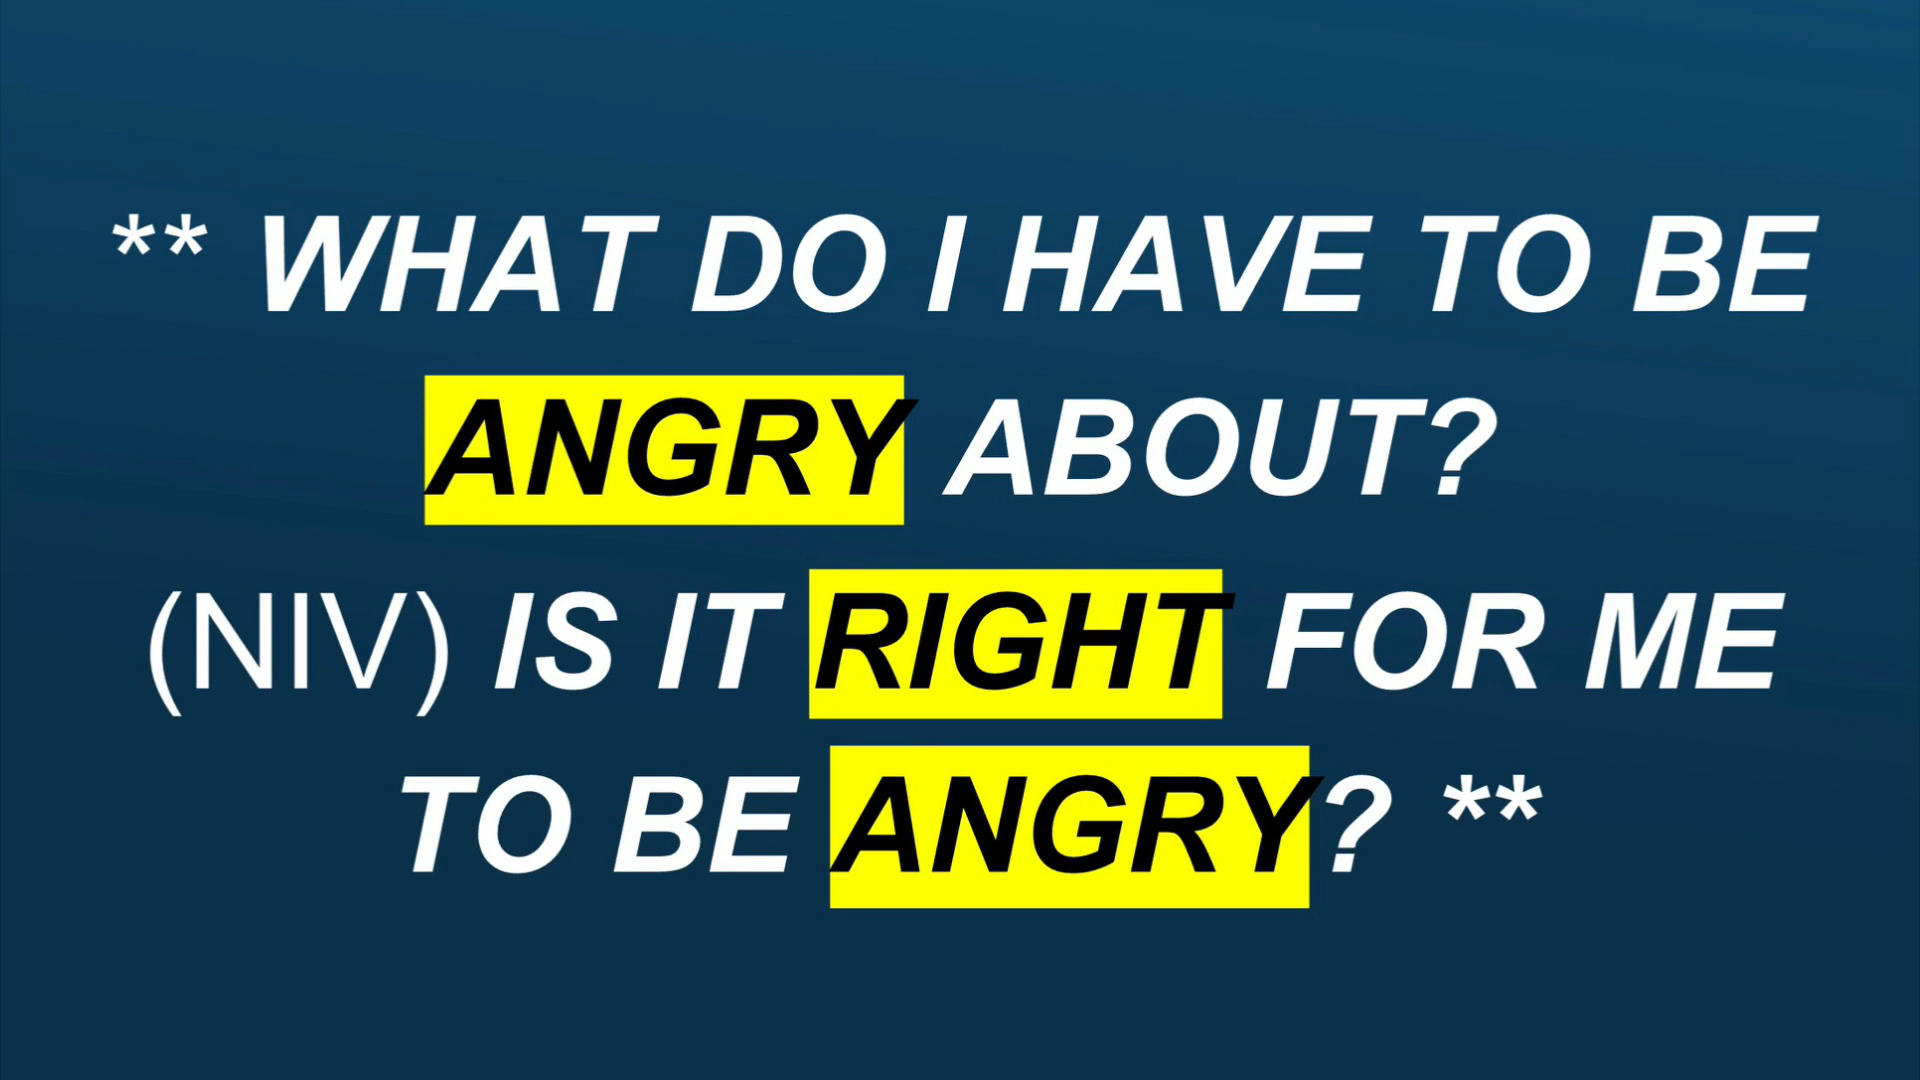 ** WHAT DO I HAVE TO BE
ANGRY ABOUT?
(NIV) IS IT RIGHT FOR ME
TO BE ANGRY? **